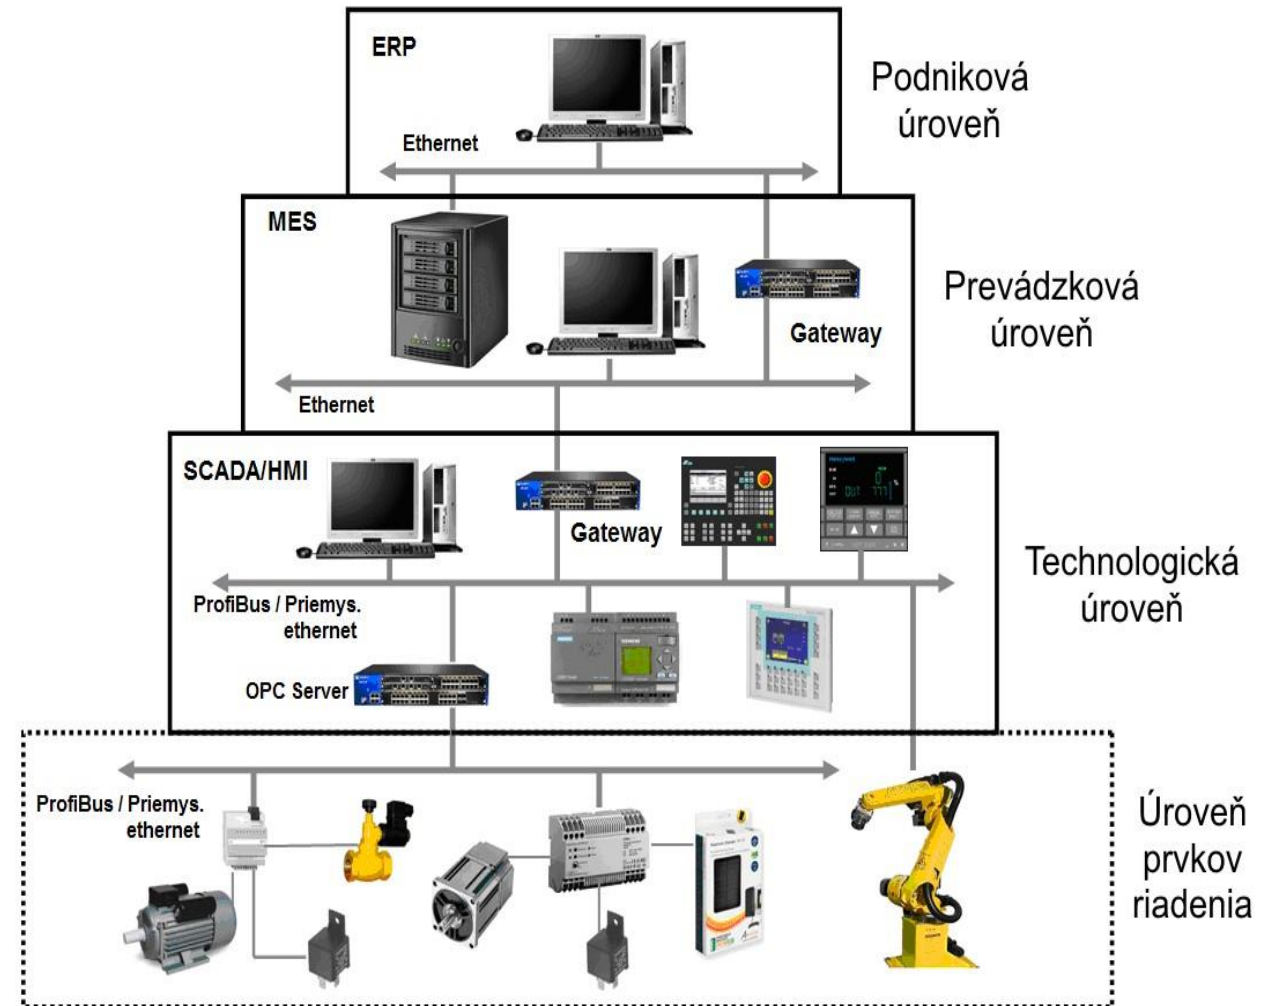 ERP
Podniková
úroveň
Ethernet
MES
Prevádzková
úroveň
Gateway
Ethernet
SCADA/HMI
Gateway
Technologická
úroveň
ProfiBus / Priemys.
ethernet
OPC Server
ProfiBus / Priemys.
ethernet
Úroveň
prvkov
riadenia
SIEMENS